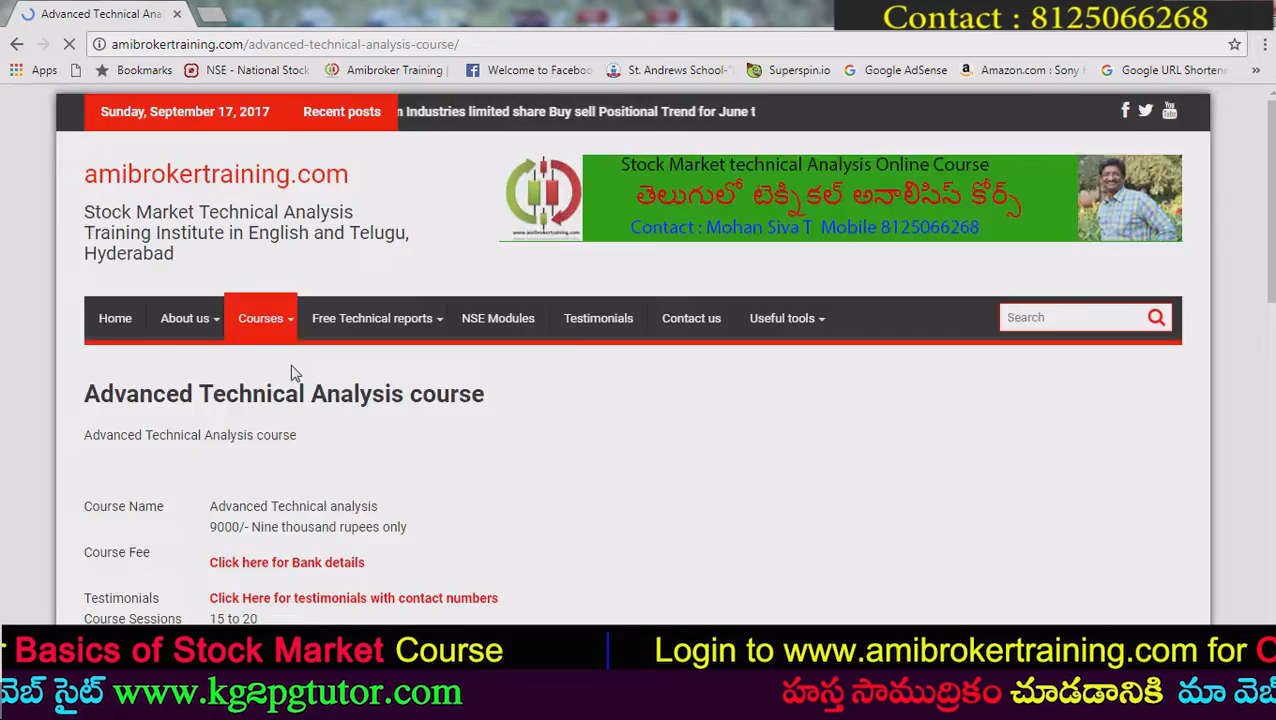 Advanced Technical Ana
Contact : 8125066268
amibrokertraining.com/advanced-technical-analysis-course/
Apps Bookmarks NSE - National Stock Amibroker Training | Welcome to Faceboo St. Andrews School-" Superspin.io Google AdSense Amazon.com : Sony H Google URL Shortene »
Sunday, September 17, 2017 Recent posts n Industries limited share Buy sell Positional Trend for June t
You Tube
amibrokertraining.com
Stock Market Technical Analysis
Training Institute in English and Telugu,
Hyderabad
Stock Market technical Analysis Online Course
తెలుగులో టెక్నికల్ అనాలిసిస్ కోర్స్
Contact : Mohan Siva T Mobile 8125066268
www.amibrokertraining.com
Home About us Courses Free Technical reports NSE Modules Testimonials Contact us Useful tools Search
Advanced Technical Analysis course
Advanced Technical Analysis course
Course Name Advanced Technical analysis
9000/- Nine thousand rupees only
Course Fee
Click here for Bank details
Testimonials Click Here for testimonials with contact numbers
Course Sessions 15 to 20
r Basics of Stock Market Course | Login to www.amibrokertraining.com for
వెబ్ సైట్ www.kg2pgtutor.com హస్త సాముద్రికం చూడడానికి మా వెబ్